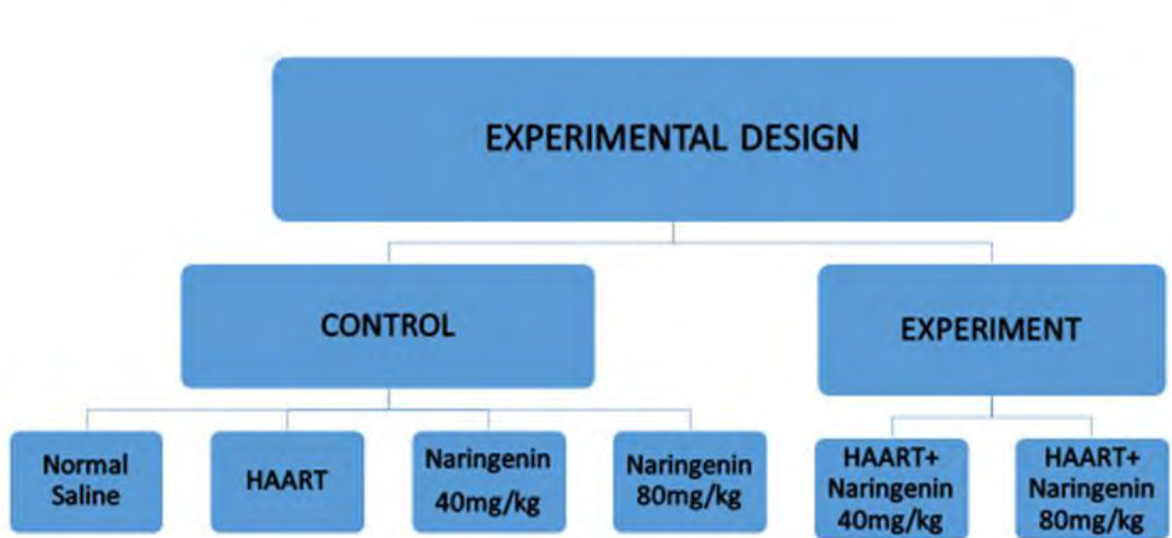 EXPERIMENTAL DESIGN
CONTROL
EXPERIMENT
Normal
Saline
HAART
Naringenin
40mg/kg
Naringenin
80mg/kg
HAART+
Naringenin
40mg/kg
HAART+
Naringenin
80mg/kg